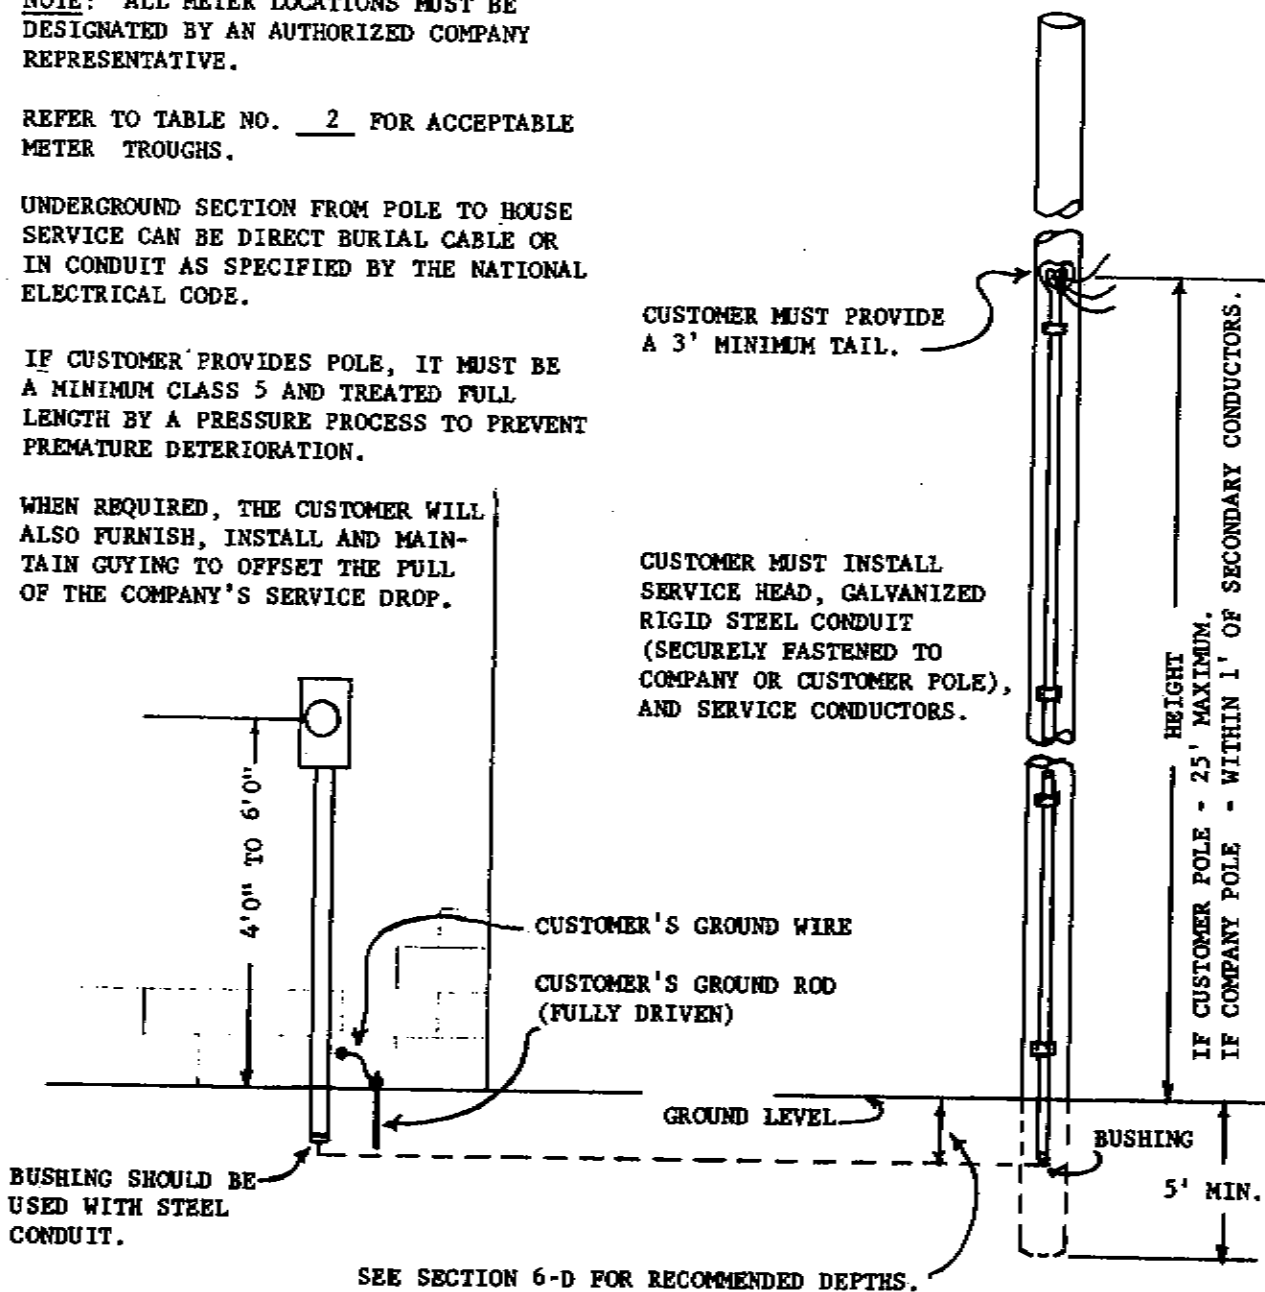 NOTE: ALL METER LOCATIONS MUST BE
DESIGNATED BY AN AUTHORIZED COMPANY
REPRESENTATIVE.
REFER TO TABLE NO. 2 FOR ACCEPTABLE
METER TROUGHS.
UNDERGROUND SECTION FROM POLE TO HOUSE
SERVICE CAN BE DIRECT BURIAL CABLE OR
IN CONDUIT AS SPECIFIED BY THE NATIONAL
ELECTRICAL CODE.
IF CUSTOMER PROVIDES POLE, IT MUST BE
A MINIMUM CLASS 5 AND TREATED FULL
LENGTH BY A PRESSURE PROCESS TO PREVENT
PREMATURE DETERIORATION.
WHEN REQUIRED, THE CUSTOMER WILL
ALSO FURNISH, INSTALL AND MAIN-
TAIN GUYING TO OFFSET THE PULL
OF THE COMPANY'S SERVICE DROP.
CUSTOMER MUST PROVIDE
A 3' MINIMUM TAIL.
CUSTOMER MUST INSTALL
SERVICE HEAD, GALVANIZED
RIGID STEEL CONDUIT
(SECURELY FASTENED TO
COMPANY OR CUSTOMER POLE),
AND SERVICE CONDUCTORS.
HEIGHT
IF CUSTOMER POLE - 25' MAXIMUM.
IF COMPANY POLE - WITHIN 1' OF SECONDARY CONDUCTORS.
4'0" TO 6'0"
CUSTOMER'S GROUND WIRE
CUSTOMER'S GROUND ROD
(FULLY DRIVEN)
GROUND LEVEL
BUSHING
5' MIN.
BUSHING SHOULD BE
USED WITH STEEL
CONDUIT.
SEE SECTION 6-D FOR RECOMMENDED DEPTHS.